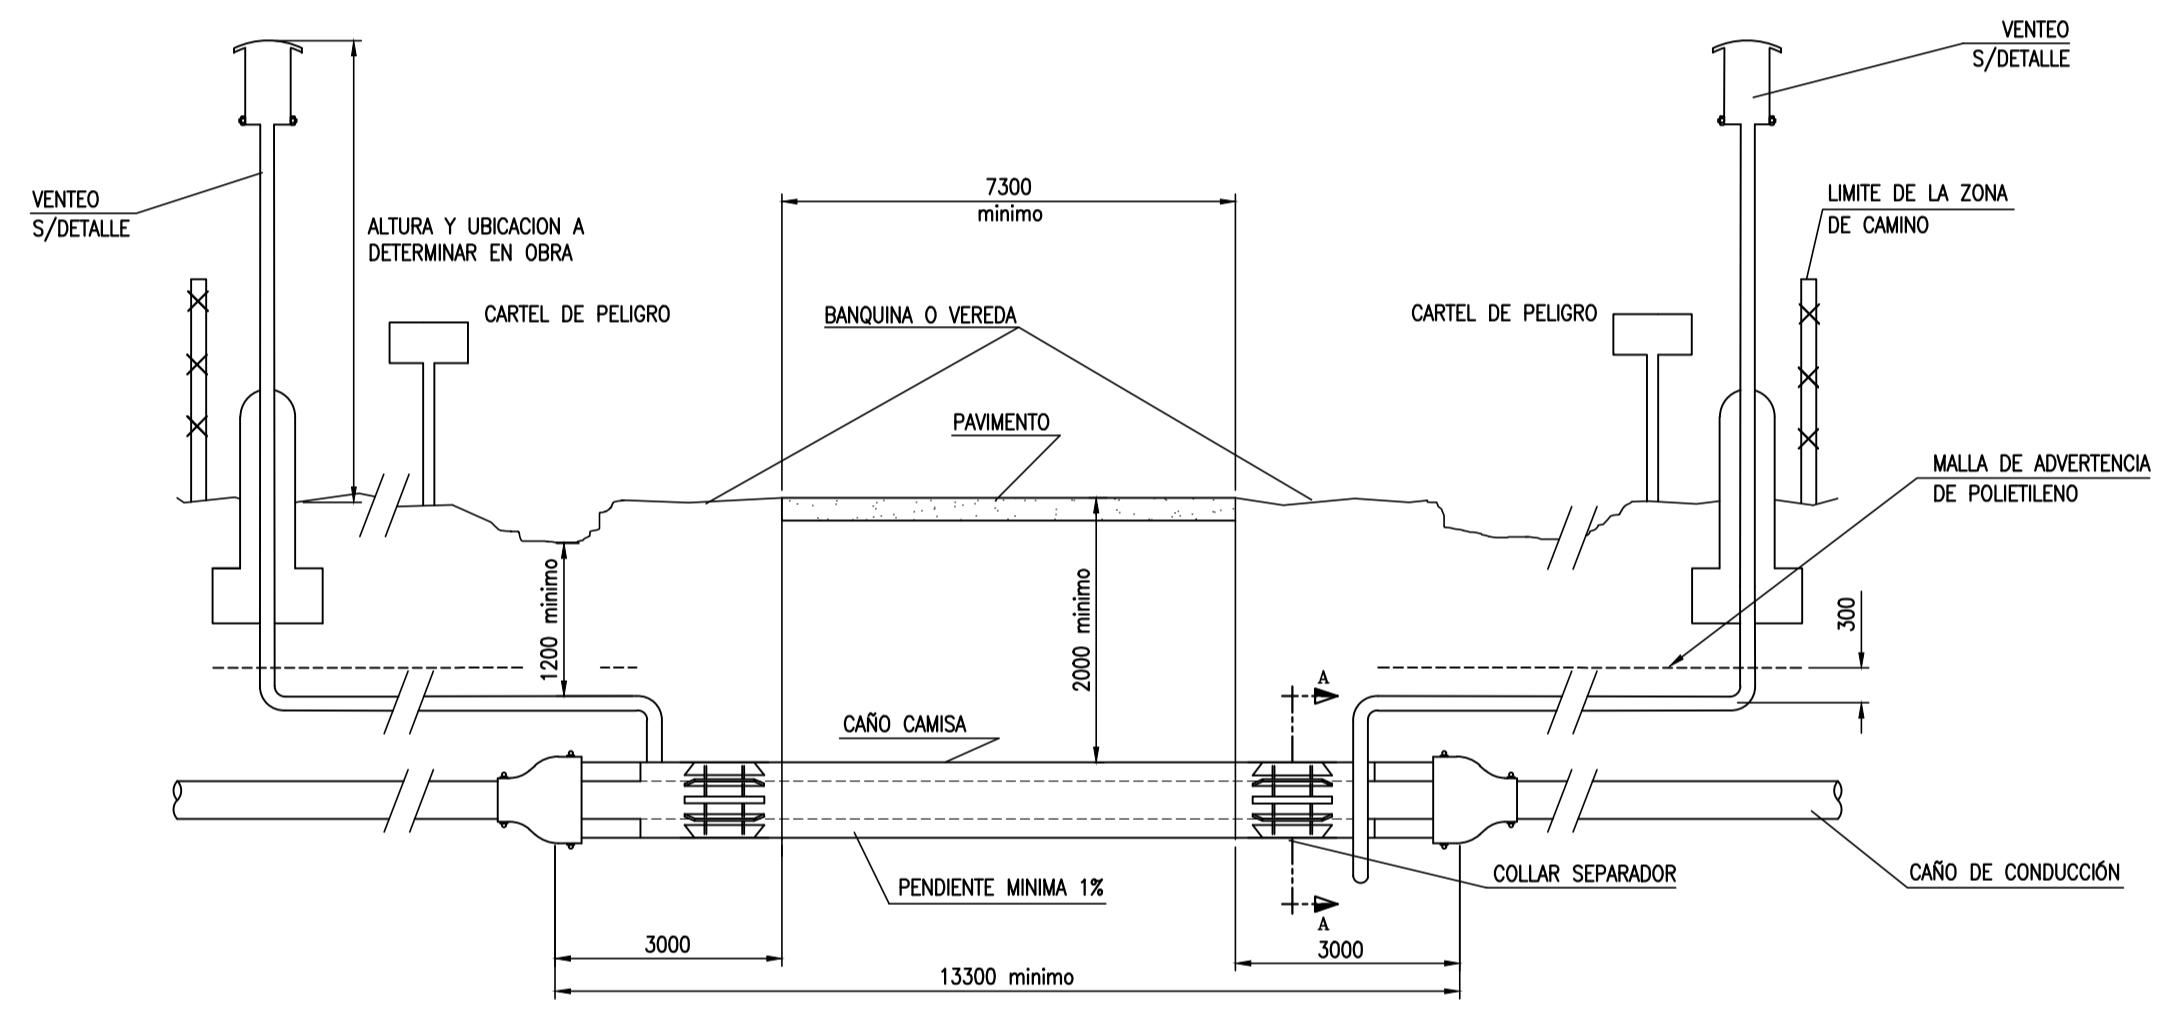 VENTEO
S/DETALLE
VENTEO
S/DETALLE
7300
minimo
LIMITE DE LA ZONA
DE CAMINO
ALTURA Y UBICACION A
DETERMINAR EN OBRA
CARTEL DE PELIGRO
BANQUINA O VEREDA
CARTEL DE PELIGRO
PAVIMENTO
MALLA DE ADVERTENCIA
DE POLIETILENO
1200 minimo
2000 minimo
300
A
CAÑO CAMISA
PENDIENTE MINIMA 1%
COLLAR SEPARADOR
CAÑO DE CONDUCCIÓN
A
3000
3000
13300 minimo